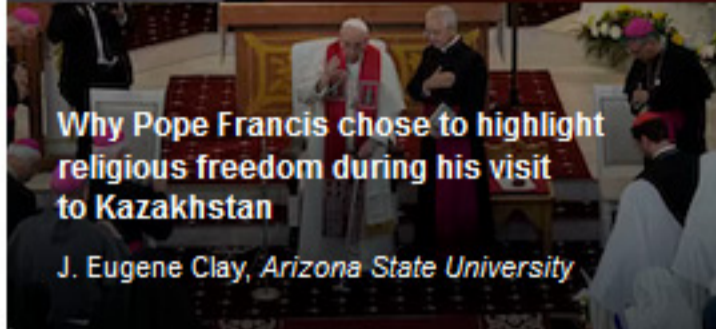 Why Pope Francis chose to highlight
religious freedom during his visit
to Kazakhstan
J. Eugene Clay, Arizona State University